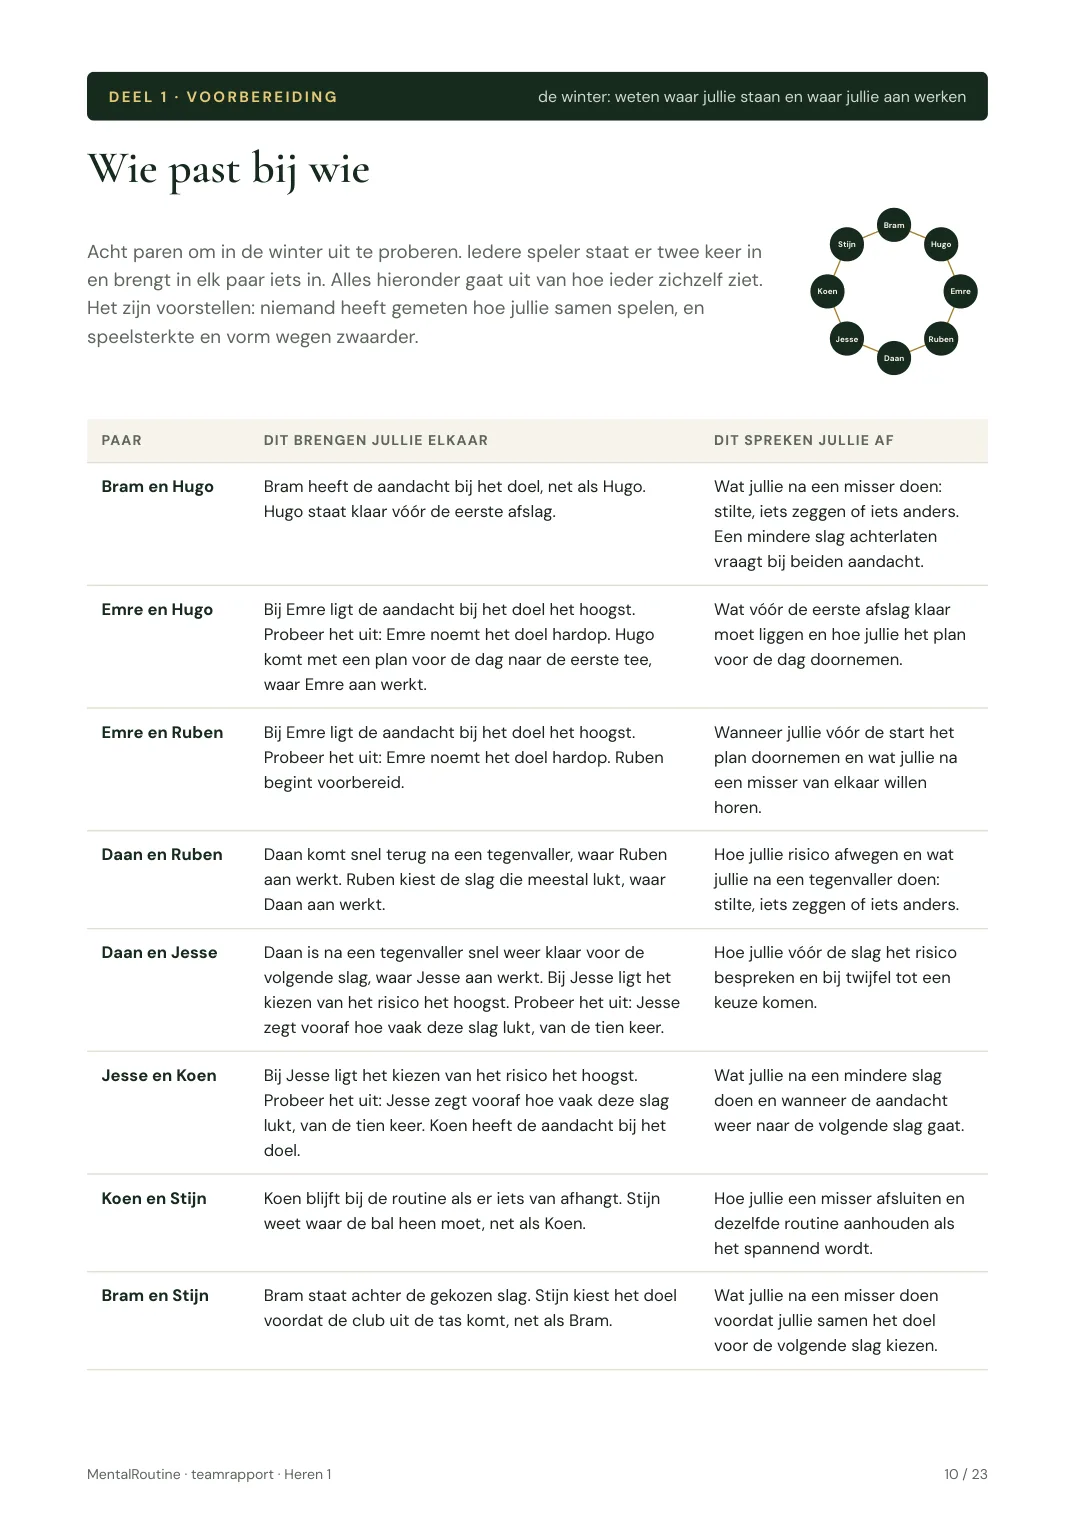 DEEL 1 · VOORBEREIDING
de winter: weten waar jullie staan en waar jullie aan werken
Wie past bij wie
Acht paren om in de winter uit te proberen. Iedere speler staat er twee keer in
en brengt in elk paar iets in. Alles hieronder gaat uit van hoe ieder zichzelf ziet.
Het zijn voorstellen: niemand heeft gemeten hoe jullie samen spelen, en
speelsterkte en vorm wegen zwaarder.
Bram
Hugo
Emre
Ruben
Daan
Jesse
Koen
Stijn
PAAR
DIT BRENGEN JULLIE ELKAAR
DIT SPREKEN JULLIE AF
Bram en Hugo
Bram heeft de aandacht bij het doel, net als Hugo.
Hugo staat klaar vóór de eerste afslag.
Wat jullie na een misser doen:
stilte, iets zeggen of iets anders.
Een mindere slag achterlaten
vraagt bij beiden aandacht.
Emre en Hugo
Bij Emre ligt de aandacht bij het doel het hoogst.
Probeer het uit: Emre noemt het doel hardop. Hugo
komt met een plan voor de dag naar de eerste tee,
waar Emre aan werkt.
Wat vóór de eerste afslag klaar
moet liggen en hoe jullie het plan
voor de dag doornemen.
Emre en Ruben
Bij Emre ligt de aandacht bij het doel het hoogst.
Probeer het uit: Emre noemt het doel hardop. Ruben
begint voorbereid.
Wanneer jullie vóór de start het
plan doornemen en wat jullie na
een misser van elkaar willen
horen.
Daan en Ruben
Daan komt snel terug na een tegenvaller, waar Ruben
aan werkt. Ruben kiest de slag die meestal lukt, waar
Daan aan werkt.
Hoe jullie risico afwegen en wat
jullie na een tegenvaller doen:
stilte, iets zeggen of iets anders.
Daan en Jesse
Daan is na een tegenvaller snel weer klaar voor de
volgende slag, waar Jesse aan werkt. Bij Jesse ligt het
kiezen van het risico het hoogst. Probeer het uit: Jesse
zegt vooraf hoe vaak deze slag lukt, van de tien keer.
Hoe jullie vóór de slag het risico
bespreken en bij twijfel tot een
keuze komen.
Jesse en Koen
Bij Jesse ligt het kiezen van het risico het hoogst.
Probeer het uit: Jesse zegt vooraf hoe vaak deze slag
lukt, van de tien keer. Koen heeft de aandacht bij het
doel.
Wat jullie na een mindere slag
doen en wanneer de aandacht
weer naar de volgende slag gaat.
Koen en Stijn
Koen blijft bij de routine als er iets van afhangt. Stijn
weet waar de bal heen moet, net als Koen.
Hoe jullie een misser afsluiten en
dezelfde routine aanhouden als
het spannend wordt.
Bram en Stijn
Bram staat achter de gekozen slag. Stijn kiest het doel
voordat de club uit de tas komt, net als Bram.
Wat jullie na een misser doen
voordat jullie samen het doel
voor de volgende slag kiezen.
MentalRoutine · teamrapport · Heren 1
10 / 23